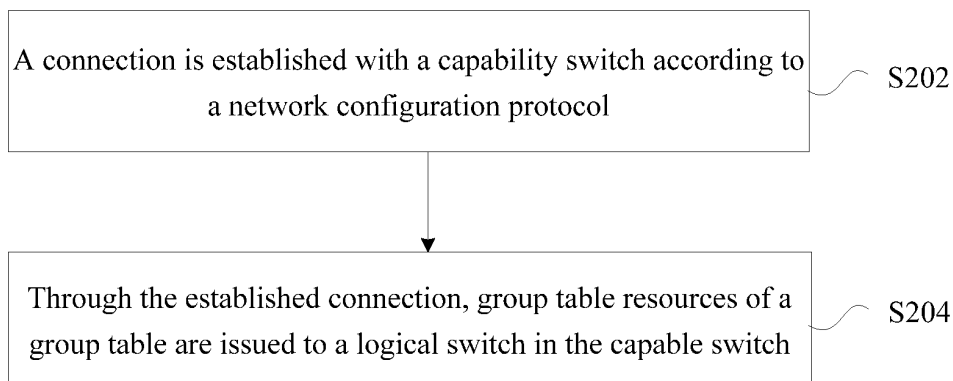 A connection is established with a capability switch according to
a network configuration protocol
S202
Through the established connection, group table resources of a
group table are issued to a logical switch in the capable switch
S204